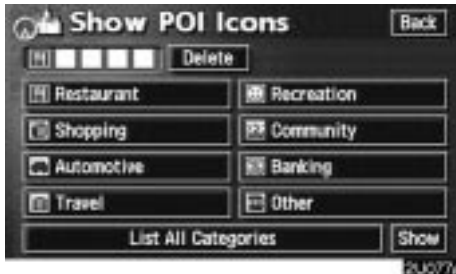 Show POI Icons Back
Delete
Restaurant Recreation
Shopping Community
Automotive Banking
Travel Other
List All Categories Show
2U077